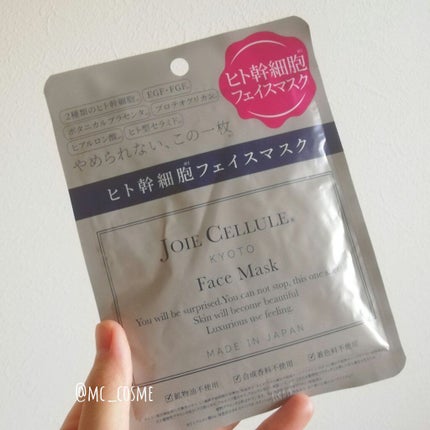 ヒト幹細胞
フェイスマスク
2種類のヒト幹細胞、 EGF・FGF、
ボタニカルプラセンタ、 プロテオグリカン、
ヒアルロン酸、 ヒト型セラミド、
やめられない、この一枚
ヒト幹細胞フェイスマスク
JOIE CELLULE®
KYOTO
Face Mask
You will be surprised. You can not stop, this one
Skin will become beautiful
Luxurious use feeling.
MADE IN JAPAN
鉱物油不使用 合成香料不使用 着色料不使用
@MC_COSME